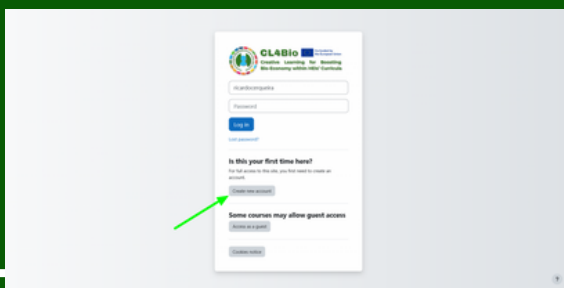 CL4Bio
Creative Learning for Boosting
Bio-Economy within HEIs' Curricula
Password
Log in
Lost password?
Is this your first time here?
For full access to this site, you first need to create an
account.
Create new account
Some courses may allow guest access
Access as a guest
Cookies notice
?